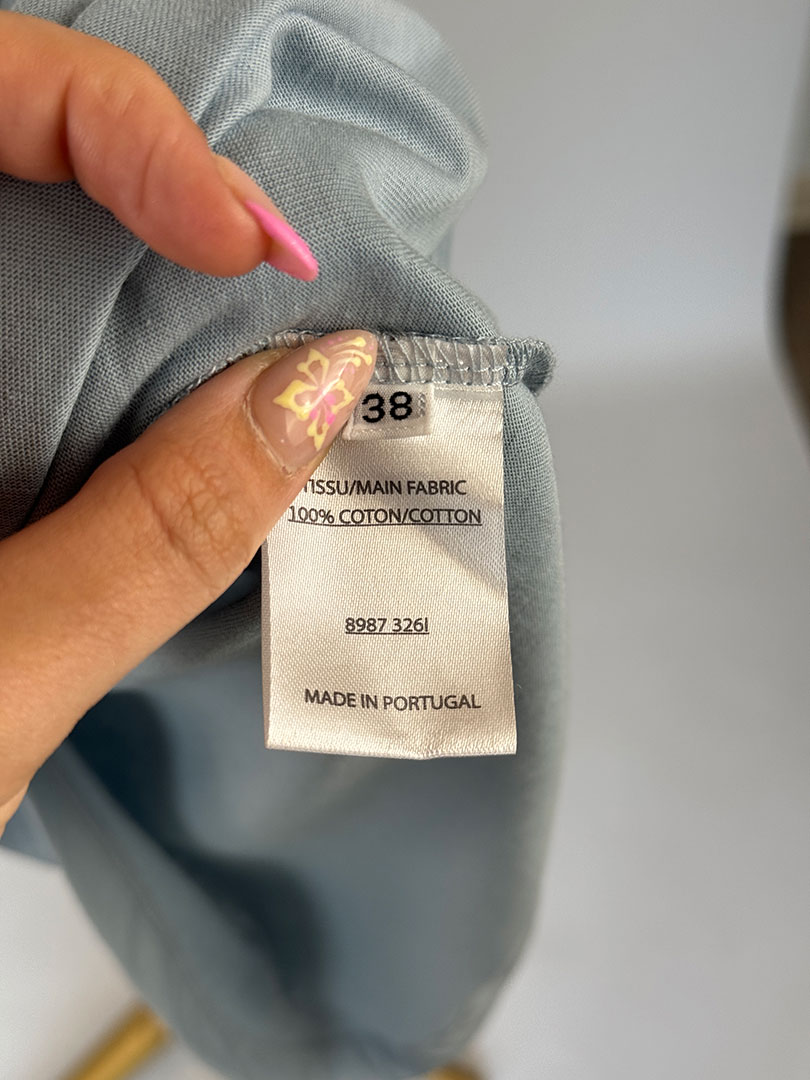 38
TISSU/MAIN FABRIC
100% COTON/COTTON
8987 326I
MADE IN PORTUGAL